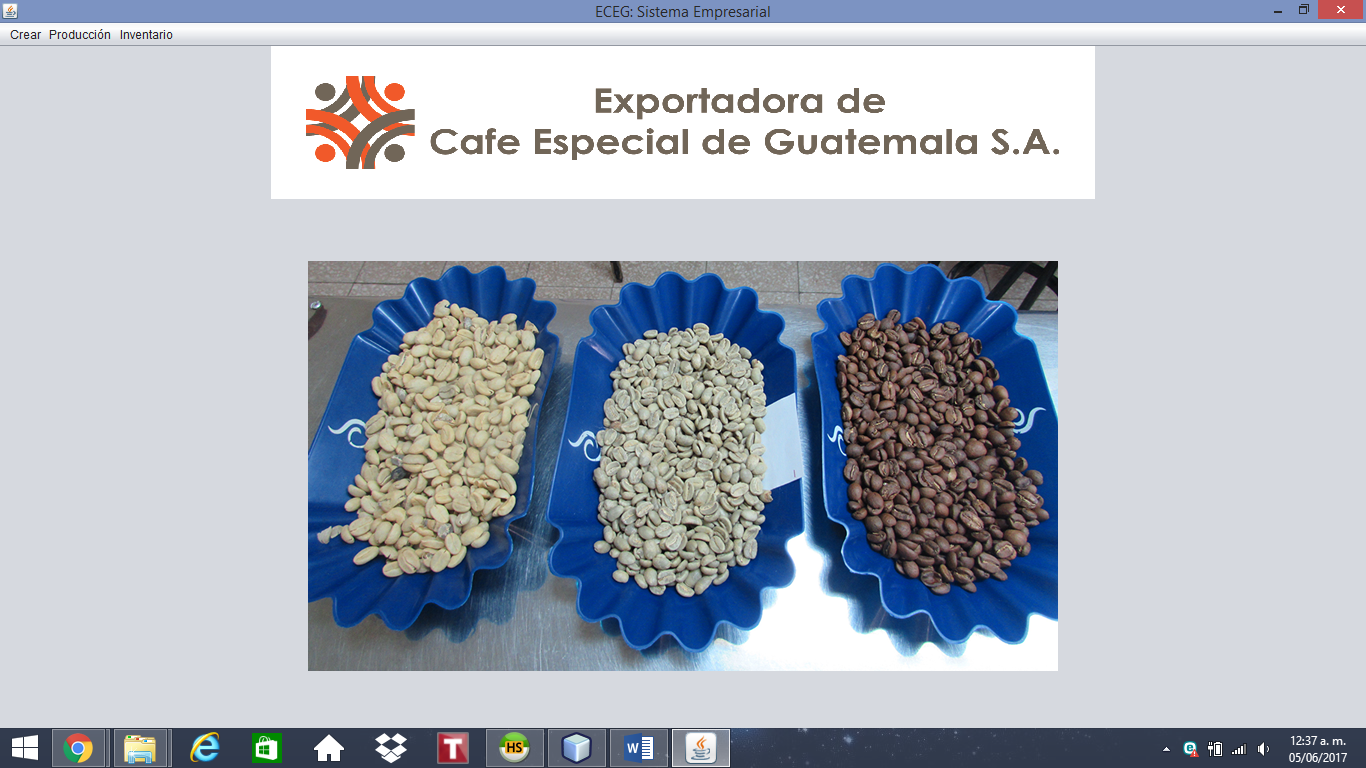 ECEG: Sistema Empresarial
Crear Producción Inventario
Exportadora de
Cafe Especial de Guatemala S.A.
T
HS
W
12:37 a. m.
05/06/2017